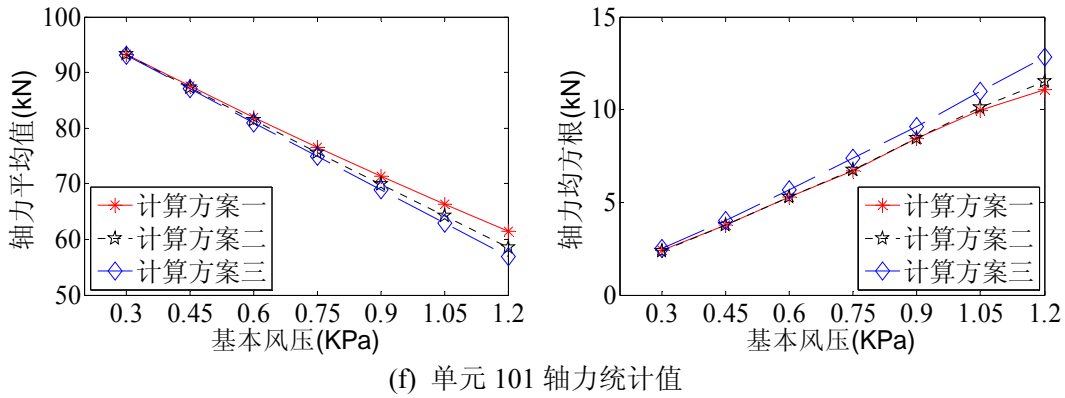 轴力平均值(kN)
100
90
80
70
60
50
计算方案一
计算方案二
计算方案三
0.3 0.45 0.6 0.75 0.9 1.05 1.2
基本风压(KPa)
轴力均方根(kN)
15
10
5
0
计算方案一
计算方案二
计算方案三
0.3 0.45 0.6 0.75 0.9 1.05 1.2
基本风压(KPa)
(f) 单元 101 轴力统计值